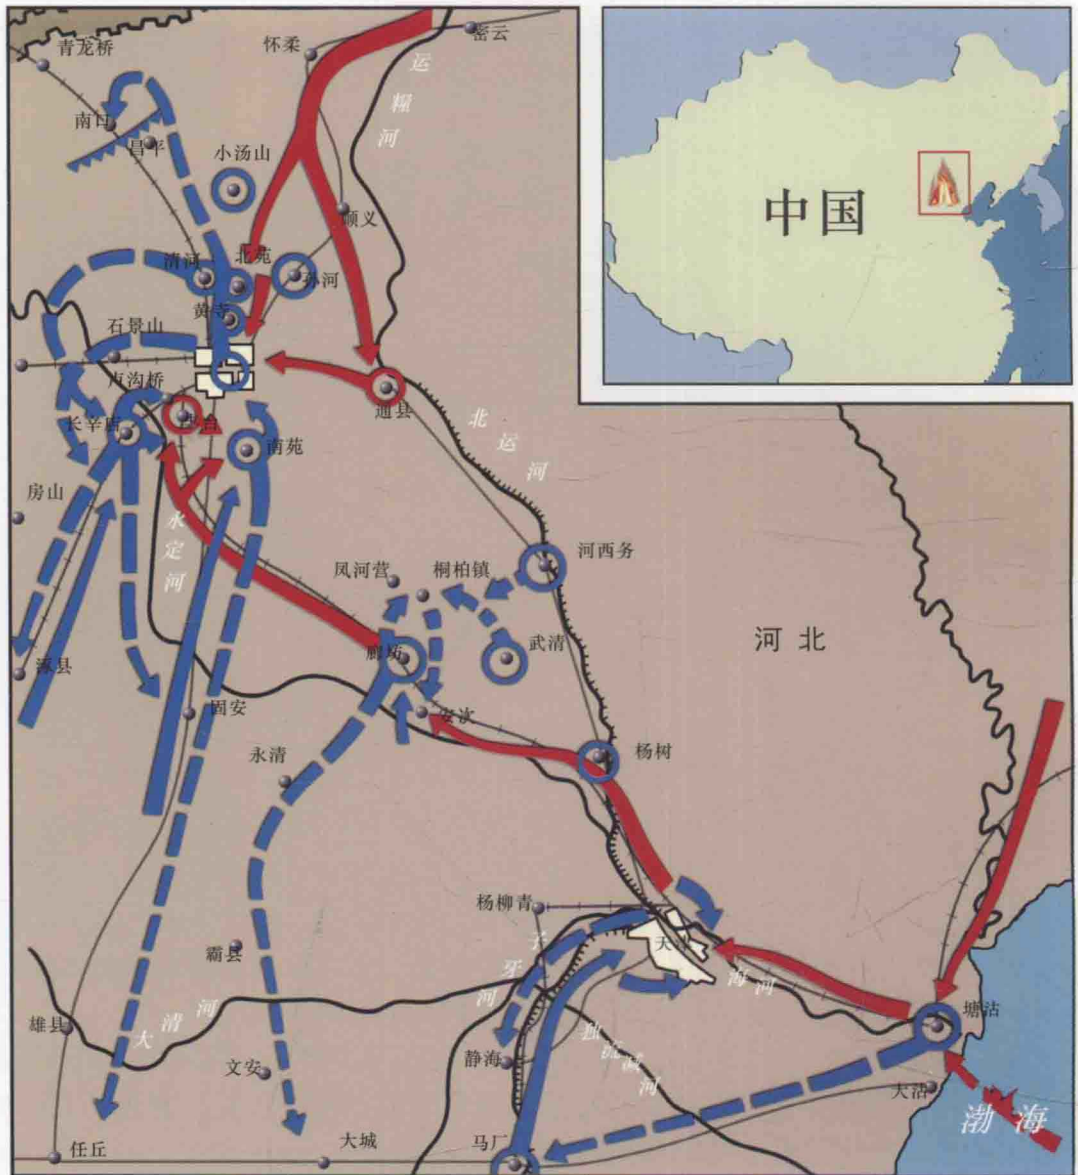 青龙桥
怀柔
密云
运粮河
南口
昌平
小汤山
顺义
清河
北苑
孙河
黄寺
石景山
卢沟桥
通县
长辛店
丰台
南苑
北运河
房山
永定河
河西务
凤河营
桐柏镇
廊坊
武清
河北
涿县
固安
安次
永清
杨树
杨柳青
天津
子牙河
海河
霸县
大清河
雄县
塘沽
静海
独流减河
文安
大沽
渤海
任丘
大城
马厂
中国